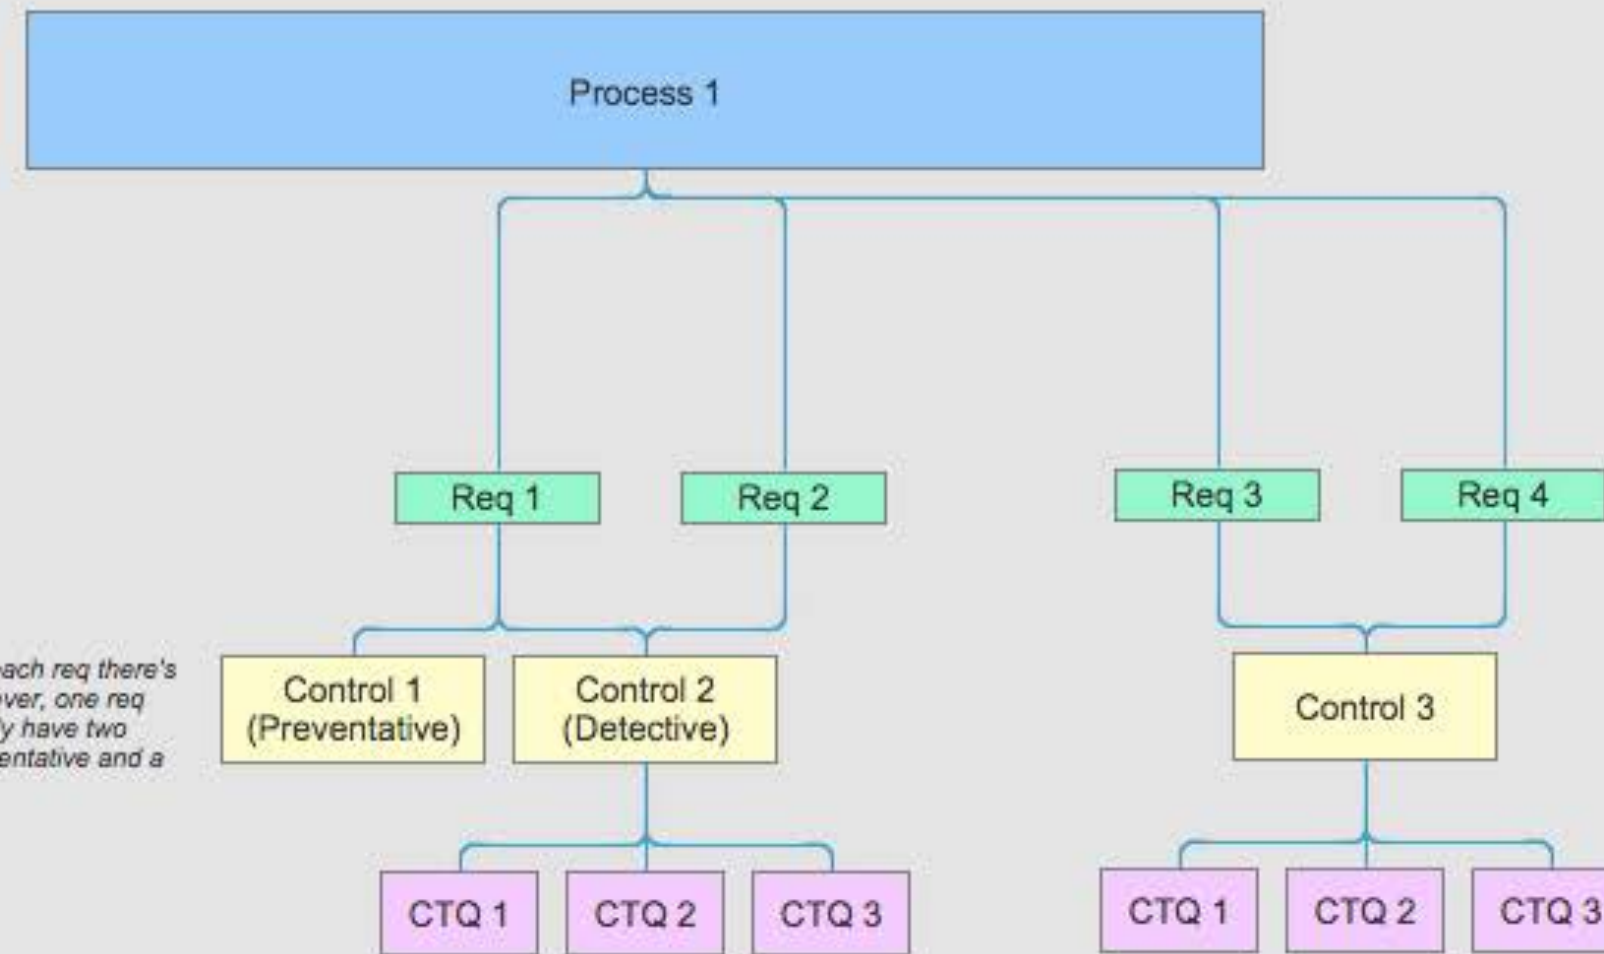 Process 1
Req 1
Req 2
Req 3
Req 4
each req there's
ver, one req
y have two
entative and a
Control 1
(Preventative)
Control 2
(Detective)
Control 3
CTQ 1
CTQ 2
CTQ 3
CTQ 1
CTQ 2
CTQ 3